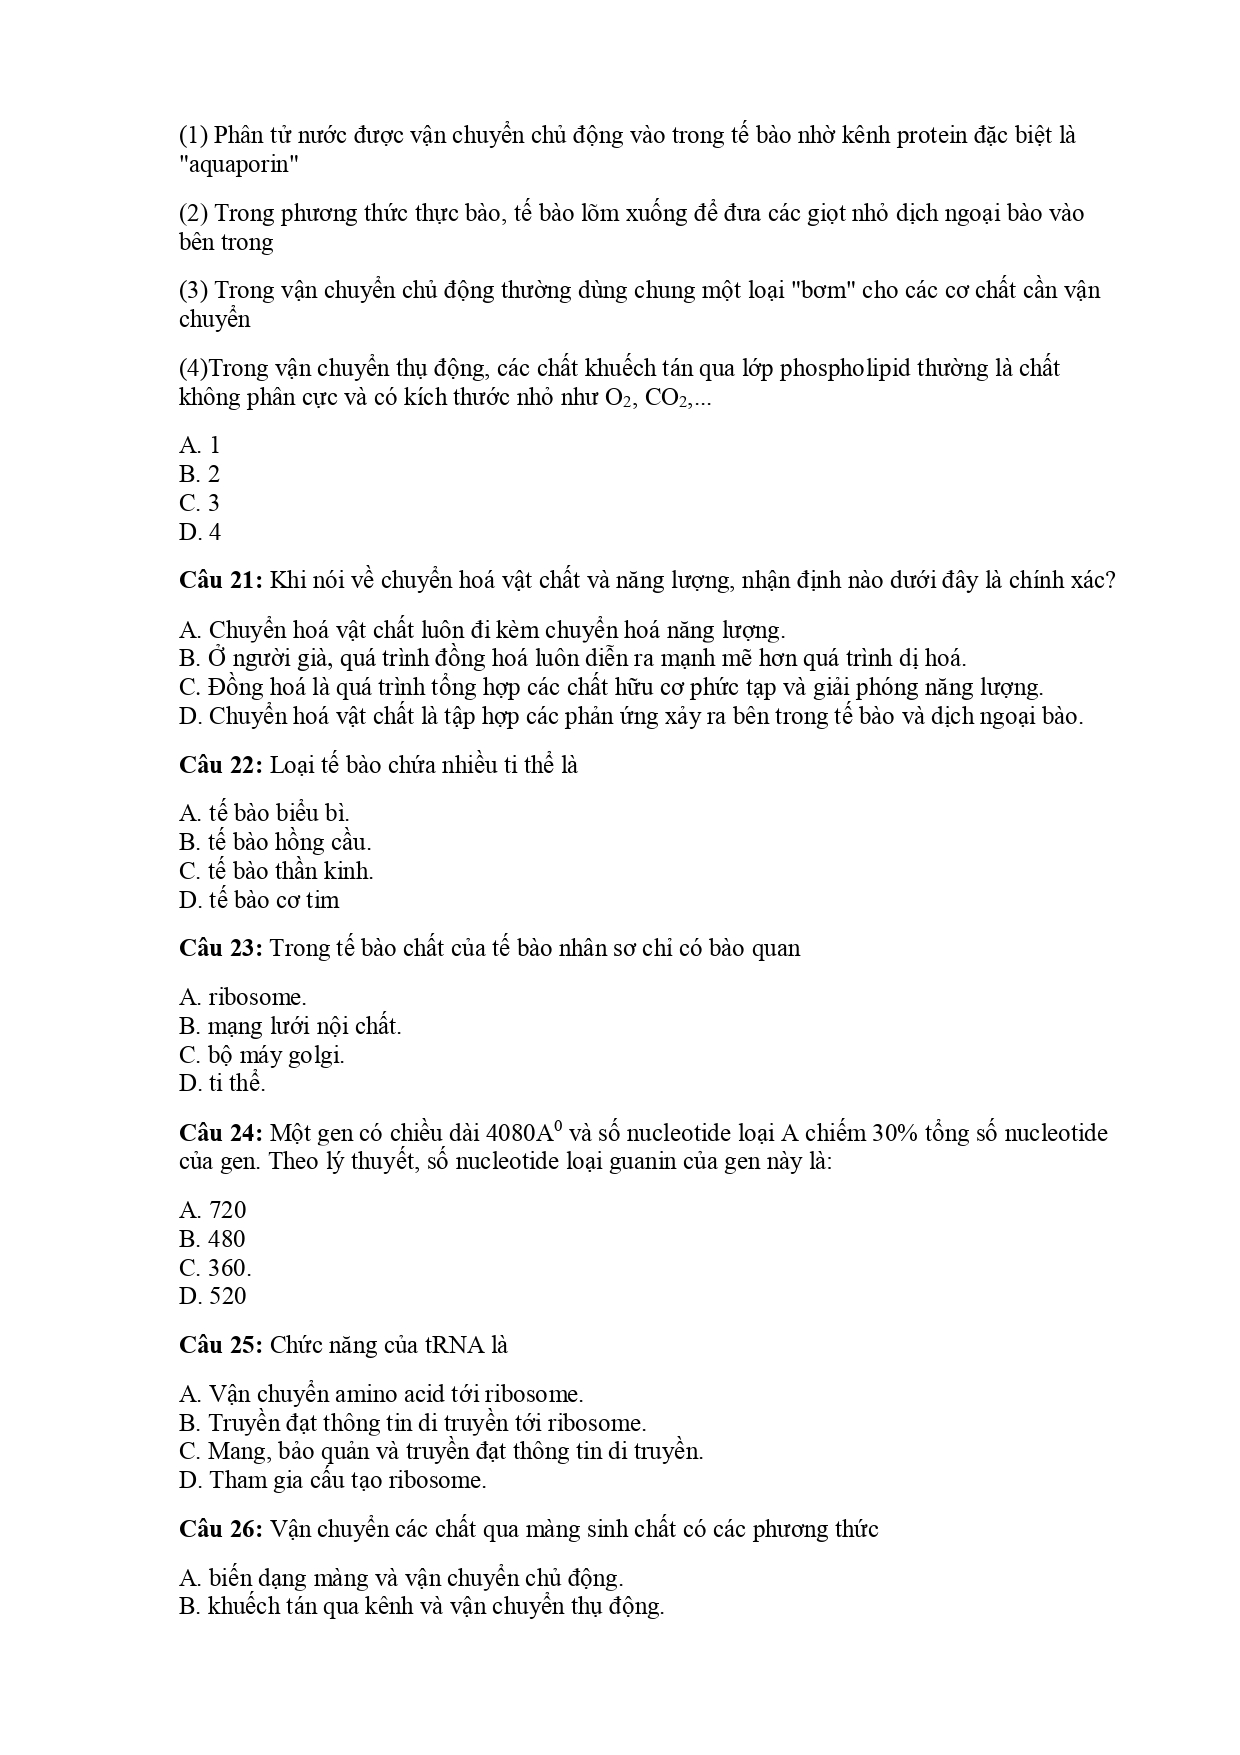 (1) Phân tử nước được vận chuyển chủ động vào trong tế bào nhờ kênh protein đặc biệt là
"aquaporin"
(2) Trong phương thức thực bào, tế bào lõm xuống để đưa các giọt nhỏ dịch ngoại bào vào
bên trong
(3) Trong vận chuyển chủ động thường dùng chung một loại "bơm" cho các cơ chất cần vận
chuyển
(4)Trong vận chuyển thụ động, các chất khuếch tán qua lớp phospholipid thường là chất
không phân cực và có kích thước nhỏ như O₂, CO₂,...
A. 1
B. 2
C. 3
D. 4
Câu 21: Khi nói về chuyển hoá vật chất và năng lượng, nhận định nào dưới đây là chính xác?
A. Chuyển hoá vật chất luôn đi kèm chuyển hoá năng lượng.
B. Ở người già, quá trình đồng hoá luôn diễn ra mạnh mẽ hơn quá trình dị hoá.
C. Đồng hoá là quá trình tổng hợp các chất hữu cơ phức tạp và giải phóng năng lượng.
D. Chuyển hoá vật chất là tập hợp các phản ứng xảy ra bên trong tế bào và dịch ngoại bào.
Câu 22: Loại tế bào chứa nhiều ti thể là
A. tế bào biểu bì.
B. tế bào hồng cầu.
C. tế bào thần kinh.
D. tế bào cơ tim
Câu 23: Trong tế bào chất của tế bào nhân sơ chỉ có bào quan
A. ribosome.
B. mạng lưới nội chất.
C. bộ máy golgi.
D. ti thể.
Câu 24: Một gen có chiều dài 4080A⁰ và số nucleotide loại A chiếm 30% tổng số nucleotide
của gen. Theo lý thuyết, số nucleotide loại guanin của gen này là:
A. 720
B. 480
C. 360.
D. 520
Câu 25: Chức năng của tRNA là
A. Vận chuyển amino acid tới ribosome.
B. Truyền đạt thông tin di truyền tới ribosome.
C. Mang, bảo quản và truyền đạt thông tin di truyền.
D. Tham gia cấu tạo ribosome.
Câu 26: Vận chuyển các chất qua màng sinh chất có các phương thức
A. biến dạng màng và vận chuyển chủ động.
B. khuếch tán qua kênh và vận chuyển thụ động.